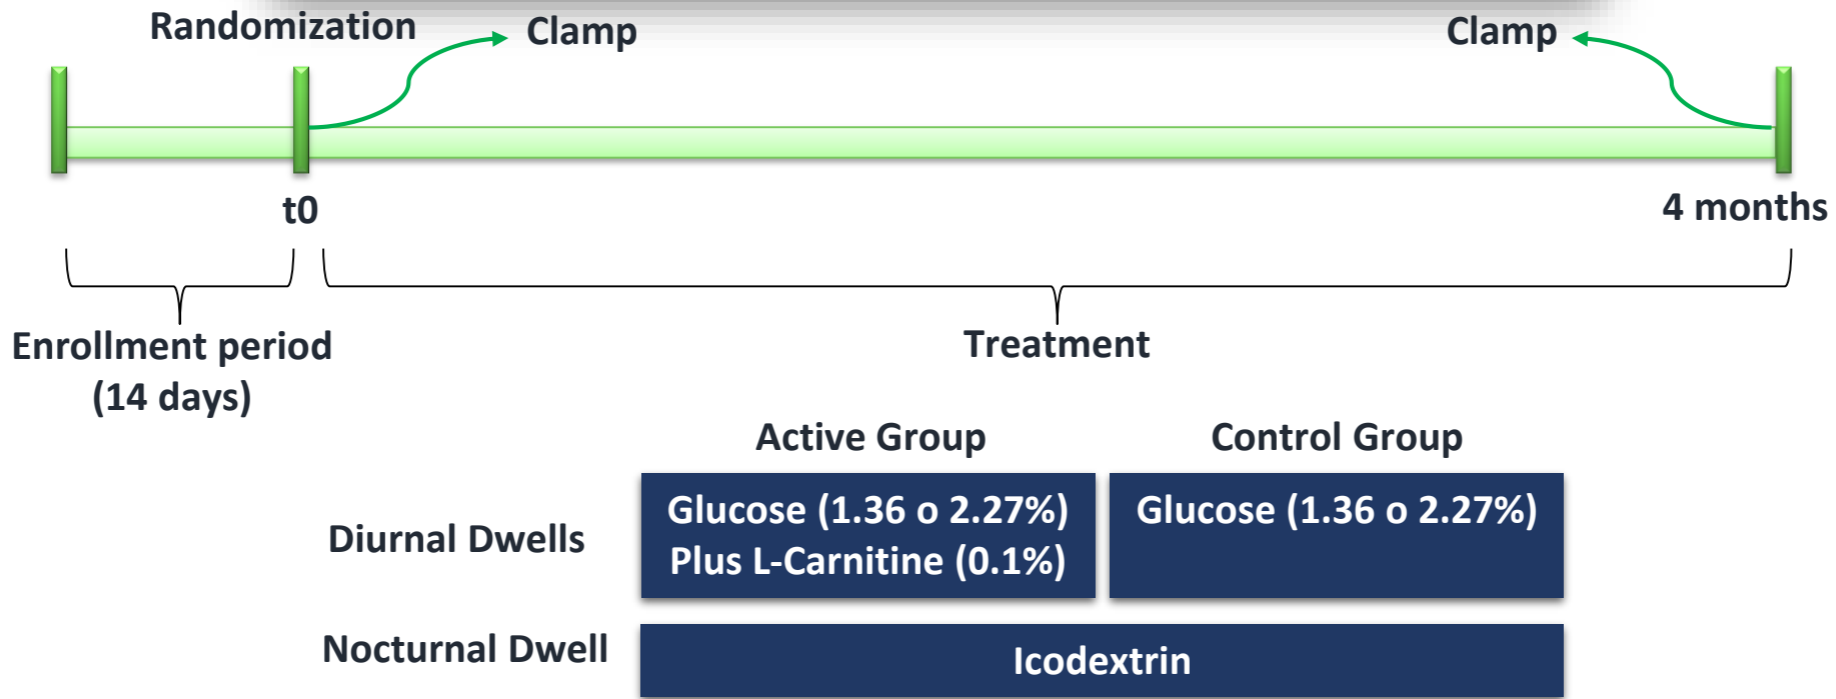 Randomization
Clamp
Clamp
t0
4 months
Enrollment period
(14 days)
Treatment
Active Group
Control Group
Diurnal Dwells
Glucose (1.36 o 2.27%)
Plus L-Carnitine (0.1%)
Glucose (1.36 o 2.27%)
Nocturnal Dwell
Icodextrin